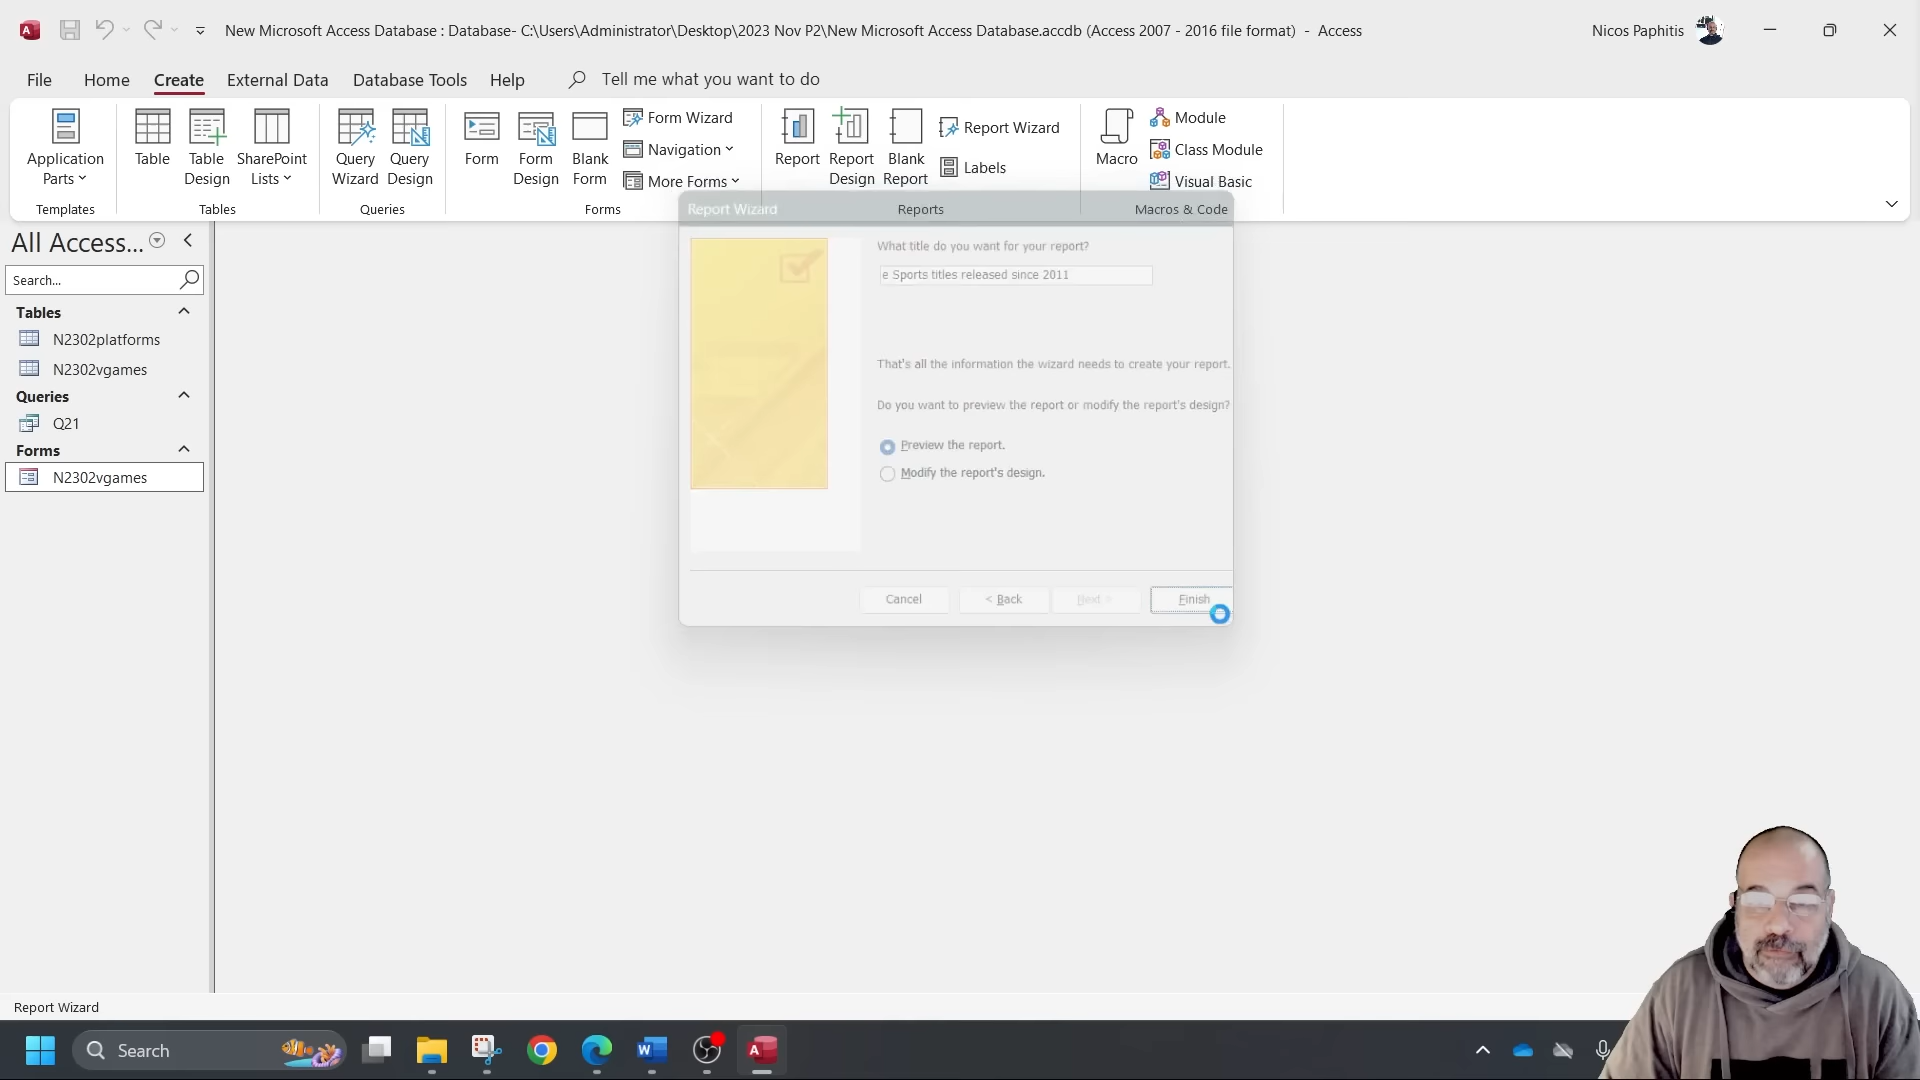 New Microsoft Access Database : Database- C:\Users\Administrator\Desktop\2023 Nov P2\New Microsoft Access Database.accdb (Access 2007 - 2016 file format) - Access
Nicos Paphitis
File Home Create External Data Database Tools Help Tell me what you want to do
Application Parts
Templates
Table
Table Design
SharePoint Lists
Tables
Query Wizard
Query Design
Queries
Form
Form Design
Blank Form
Form Wizard
Navigation
More Forms
Forms
Report
Report Design
Blank Report
Report Wizard
Labels
Reports
Macro
Module
Class Module
Visual Basic
Macros & Code
All Access...
Search...
Tables
N2302platforms
N2302vgames
Queries
Q21
Forms
N2302vgames
Report Wizard
What title do you want for your report?
e Sports titles released since 2011
That's all the information the wizard needs to create your report.
Do you want to preview the report or modify the report's design?
Preview the report.
Modify the report's design.
Cancel
< Back
Next >
Finish
Report Wizard
Search